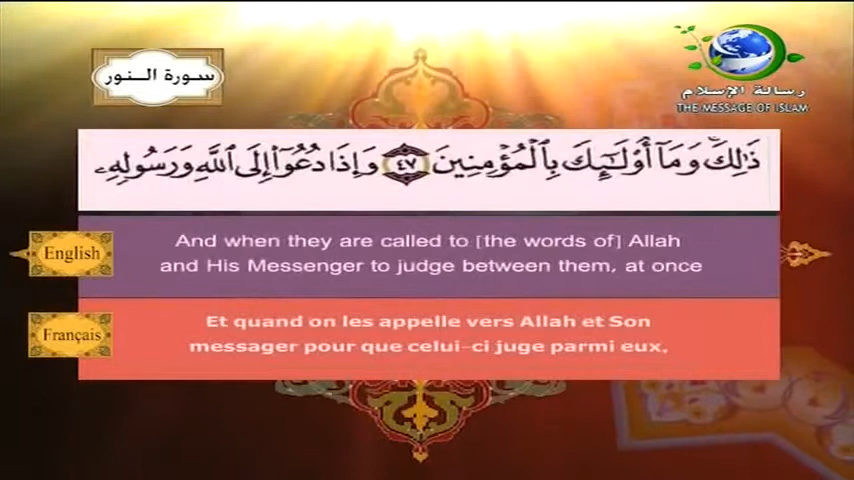 سورة النور
رسالة الإسلام
THE MESSAGE OF ISLAM
ذَٰلِكَ ۚ وَمَآ أُو۟لَـٰٓئِكَ بِٱلْمُؤْمِنِينَ ٤٧ وَإِذَا دُعُوٓا۟ إِلَى ٱللَّهِ وَرَسُولِهِۦ
English
And when they are called to [the words of] Allah
and His Messenger to judge between them, at once
Français
Et quand on les appelle vers Allah et Son
messager pour que celui-ci juge parmi eux,